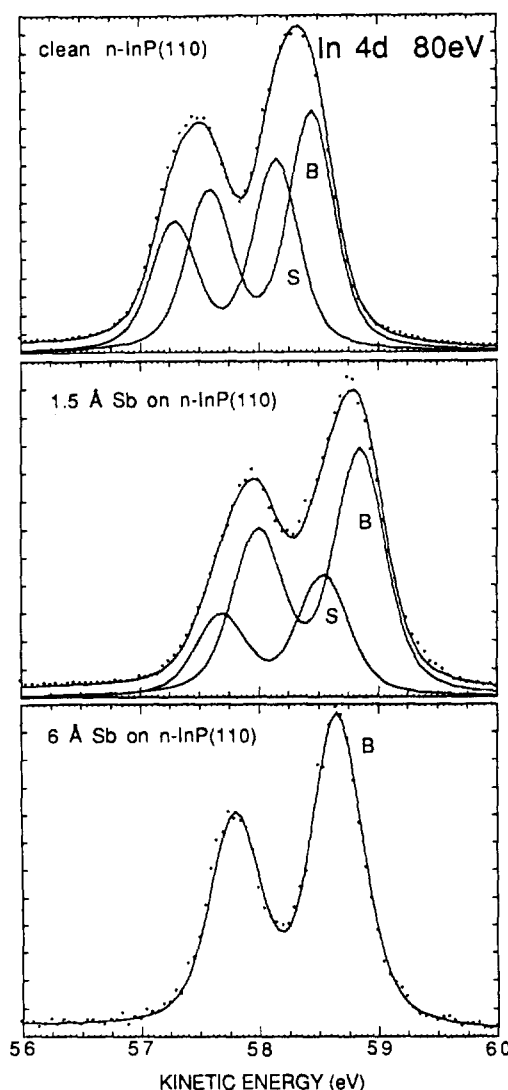 clean n-InP(110)
In 4d 80eV
B
S
1.5 Å Sb on n-InP(110)
B
S
6 Å Sb on n-InP(110)
B
56 57 58 59 60
KINETIC ENERGY (eV)